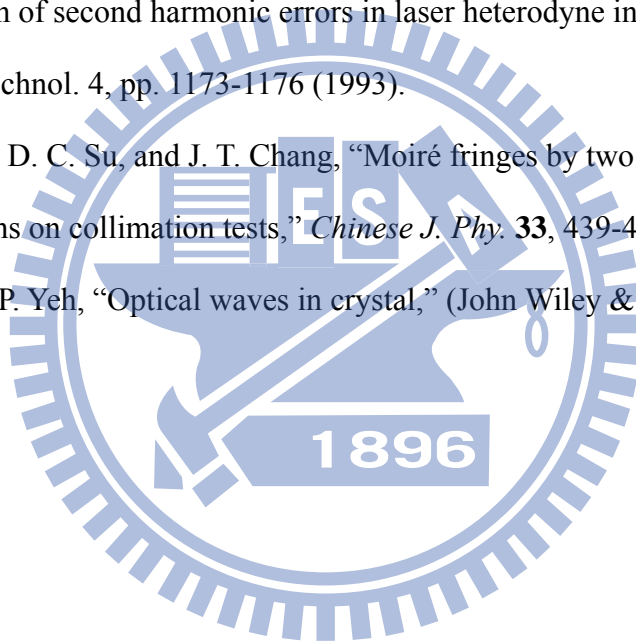 n of second harmonic errors in laser heterodyne in
chnol. 4, pp. 1173-1176 (1993).
D. C. Su, and J. T. Chang, “Moiré fringes by two
ns on collimation tests,” Chinese J. Phy. 33, 439-4
ES
P. Yeh, “Optical waves in crystal,” (John Wiley &
1896